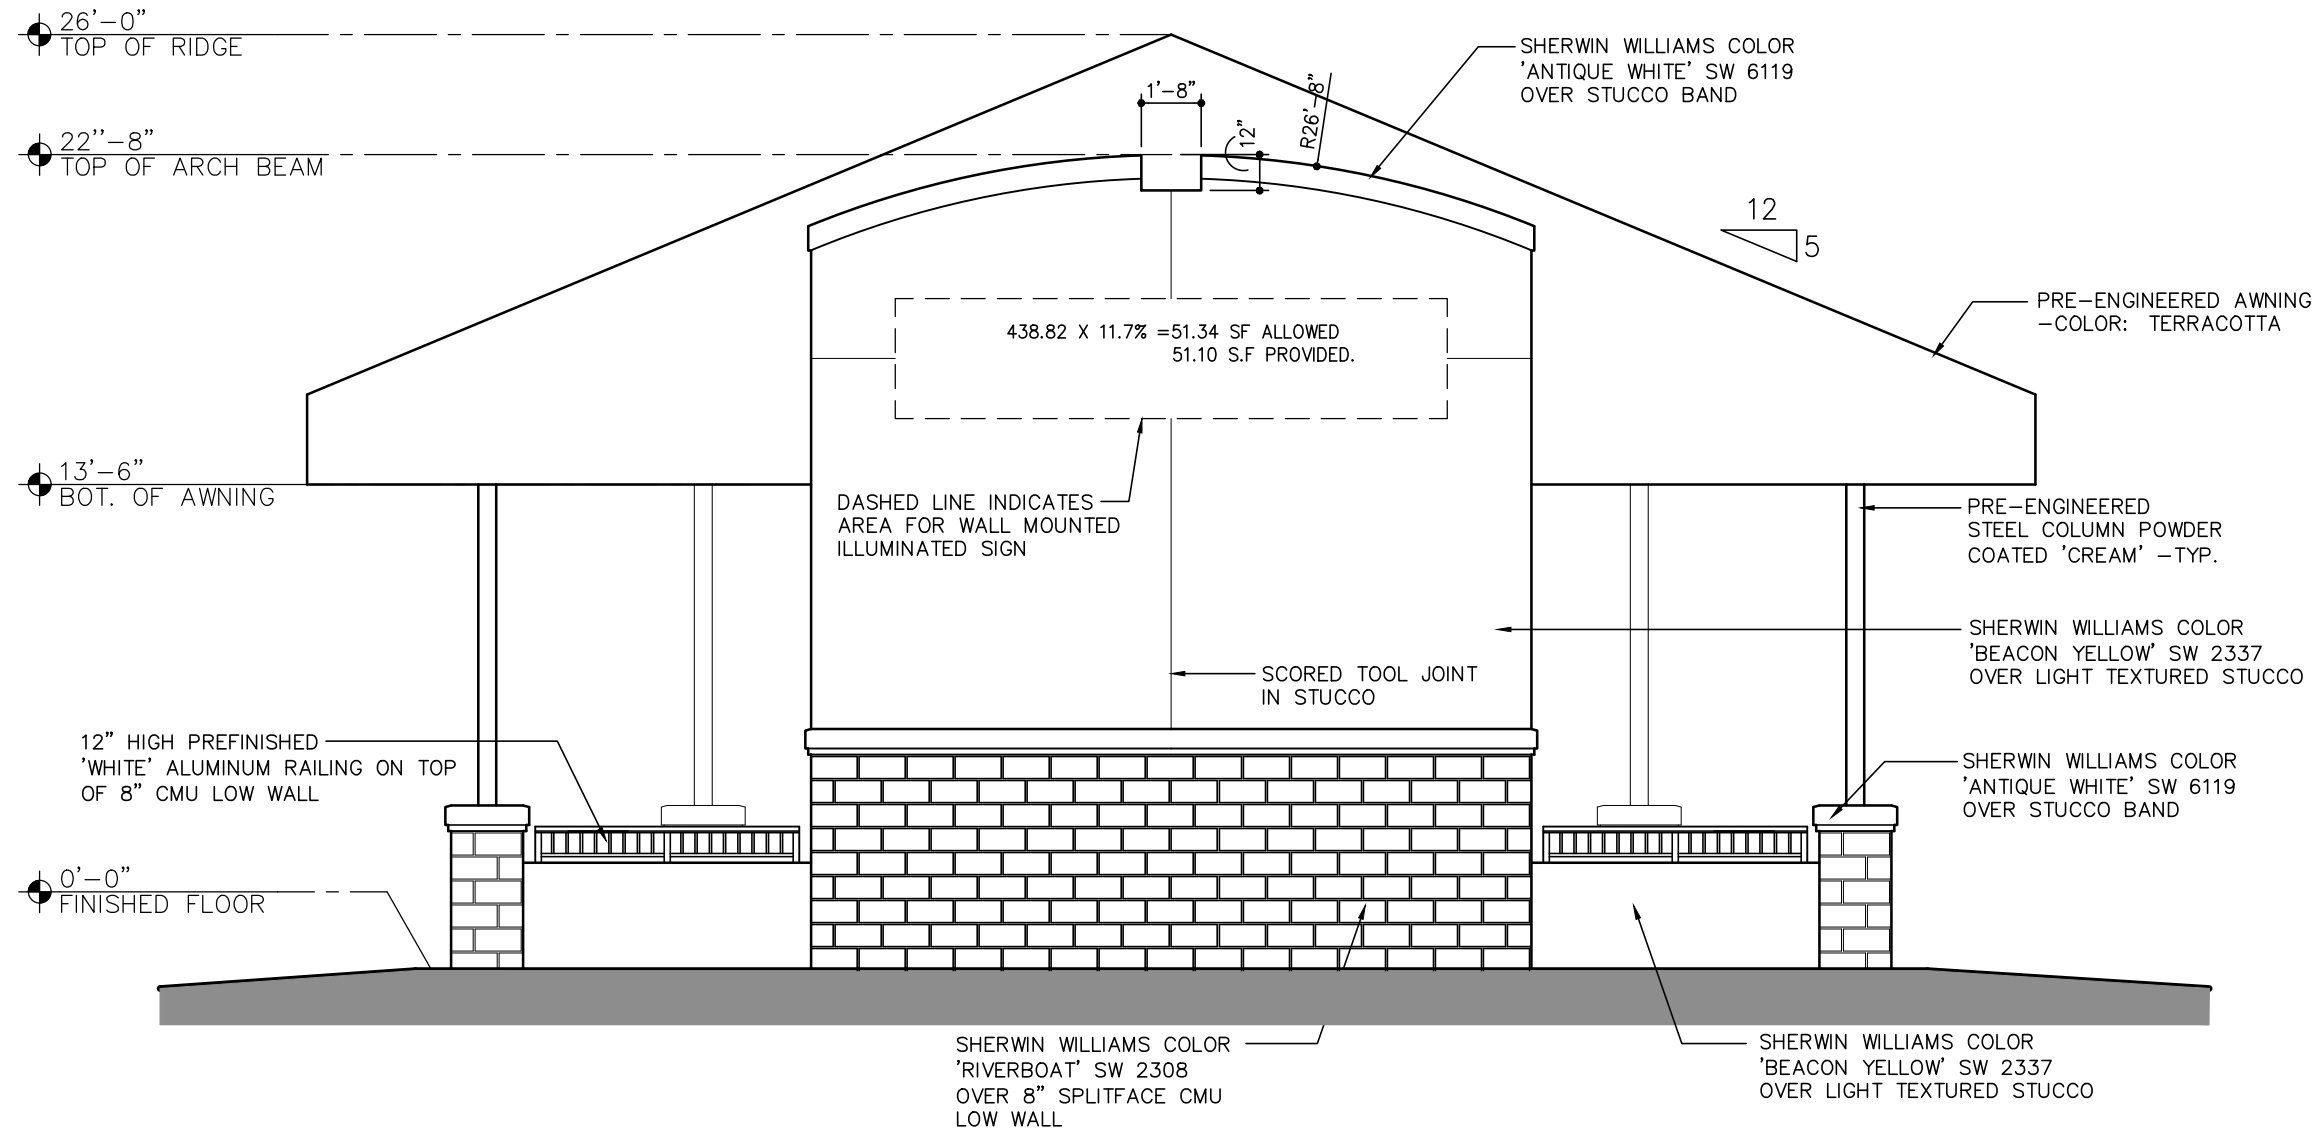 26'-0"
TOP OF RIDGE
22''-8"
TOP OF ARCH BEAM
13'-6"
BOT. OF AWNING
0'-0"
FINISHED FLOOR
1'-8"
12"
R26'-8"
SHERWIN WILLIAMS COLOR
'ANTIQUE WHITE' SW 6119
OVER STUCCO BAND
12
5
PRE-ENGINEERED AWNING
-COLOR: TERRACOTTA
438.82 X 11.7% =51.34 SF ALLOWED
51.10 S.F PROVIDED.
DASHED LINE INDICATES
AREA FOR WALL MOUNTED
ILLUMINATED SIGN
PRE-ENGINEERED
STEEL COLUMN POWDER
COATED 'CREAM' -TYP.
SHERWIN WILLIAMS COLOR
'BEACON YELLOW' SW 2337
OVER LIGHT TEXTURED STUCCO
SCORED TOOL JOINT
IN STUCCO
12" HIGH PREFINISHED
'WHITE' ALUMINUM RAILING ON TOP
OF 8" CMU LOW WALL
SHERWIN WILLIAMS COLOR
'ANTIQUE WHITE' SW 6119
OVER STUCCO BAND
SHERWIN WILLIAMS COLOR
'RIVERBOAT' SW 2308
OVER 8" SPLITFACE CMU
LOW WALL
SHERWIN WILLIAMS COLOR
'BEACON YELLOW' SW 2337
OVER LIGHT TEXTURED STUCCO